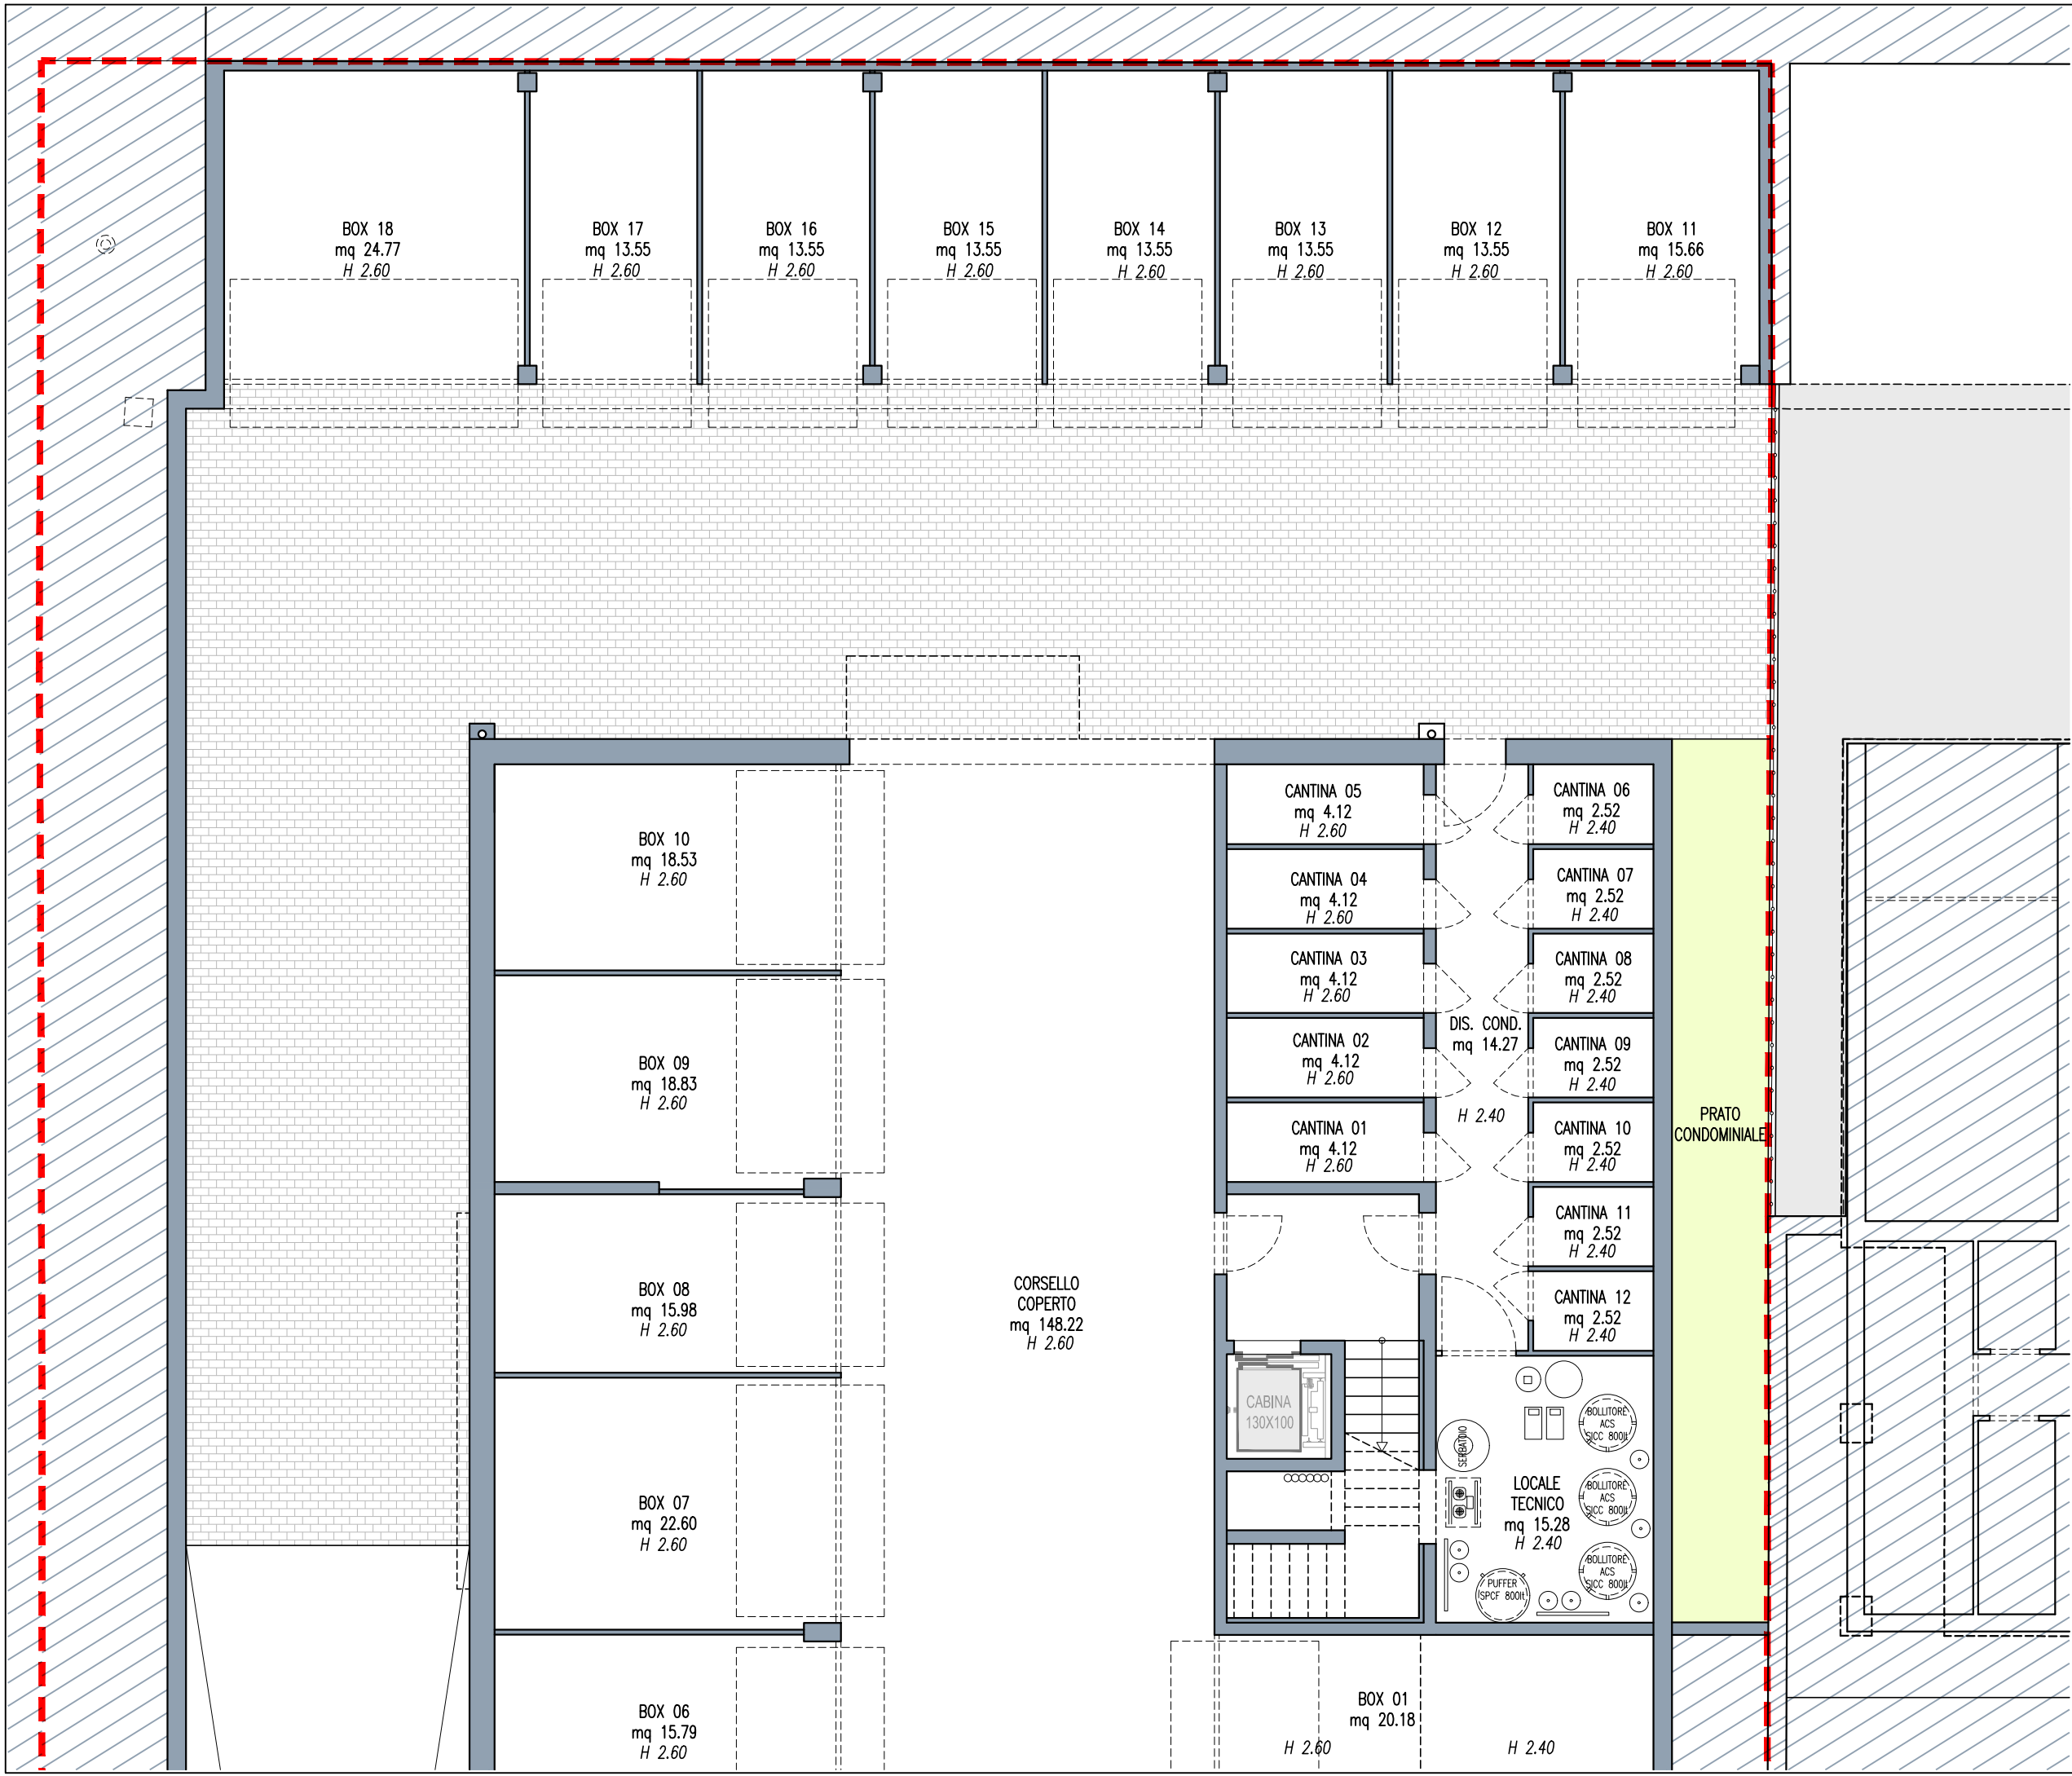 BOX 18
mq 24.77
H 2.60
BOX 17
mq 13.55
H 2.60
BOX 16
mq 13.55
H 2.60
BOX 15
mq 13.55
H 2.60
BOX 14
mq 13.55
H 2.60
BOX 13
mq 13.55
H 2.60
BOX 12
mq 13.55
H 2.60
BOX 11
mq 15.66
H 2.60
BOX 10
mq 18.53
H 2.60
BOX 09
mq 18.83
H 2.60
BOX 08
mq 15.98
H 2.60
BOX 07
mq 22.60
H 2.60
BOX 06
mq 15.79
H 2.60
CORSELLO
COPERTO
mq 148.22
H 2.60
CANTINA 05
mq 4.12
H 2.60
CANTINA 04
mq 4.12
H 2.60
CANTINA 03
mq 4.12
H 2.60
CANTINA 02
mq 4.12
H 2.60
CANTINA 01
mq 4.12
H 2.60
DIS. COND.
mq 14.27
H 2.40
CANTINA 06
mq 2.52
H 2.40
CANTINA 07
mq 2.52
H 2.40
CANTINA 08
mq 2.52
H 2.40
CANTINA 09
mq 2.52
H 2.40
CANTINA 10
mq 2.52
H 2.40
CANTINA 11
mq 2.52
H 2.40
CANTINA 12
mq 2.52
H 2.40
PRATO
CONDOMINIALE
CABINA
130X100
SERBATOIO
BOLLITORE
ACS
SICC 800lt
BOLLITORE
ACS
SICC 800lt
BOLLITORE
ACS
SICC 800lt
LOCALE
TECNICO
mq 15.28
H 2.40
PUFFER
SPCF 800lt
BOX 01
mq 20.18
H 2.60
H 2.40